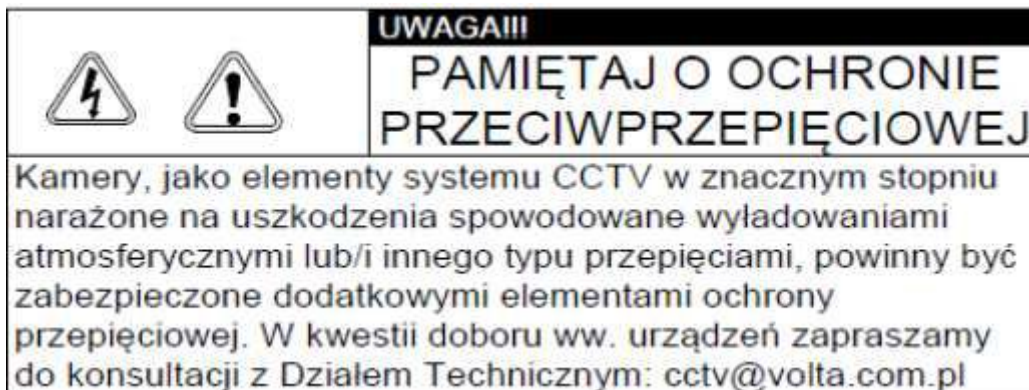 UWAGA!!!
PAMIĘTAJ O OCHRONIE
PRZECIWPRZEPIĘCIOWEJ
Kamery, jako elementy systemu CCTV w znacznym stopniu
narażone na uszkodzenia spowodowane wyładowaniami
atmosferycznymi lub/i innego typu przepięciami, powinny być
zabezpieczone dodatkowymi elementami ochrony
przepięciowej. W kwestii doboru ww. urządzeń zapraszamy
do konsultacji z Działem Technicznym: cctv@volta.com.pl